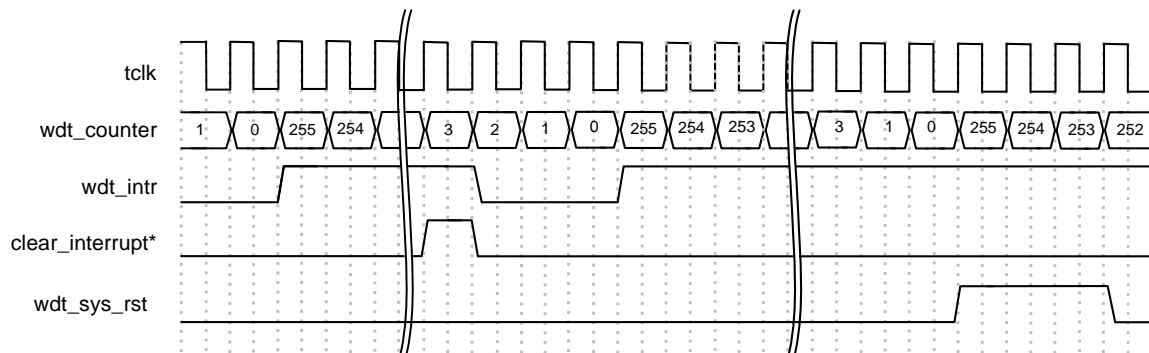 tclk
wdt_counter 1 0 255 254 3 2 1 0 255 254 253 3 1 0 255 254 253 252
wdt_intr
clear_interrupt*
wdt_sys_rst